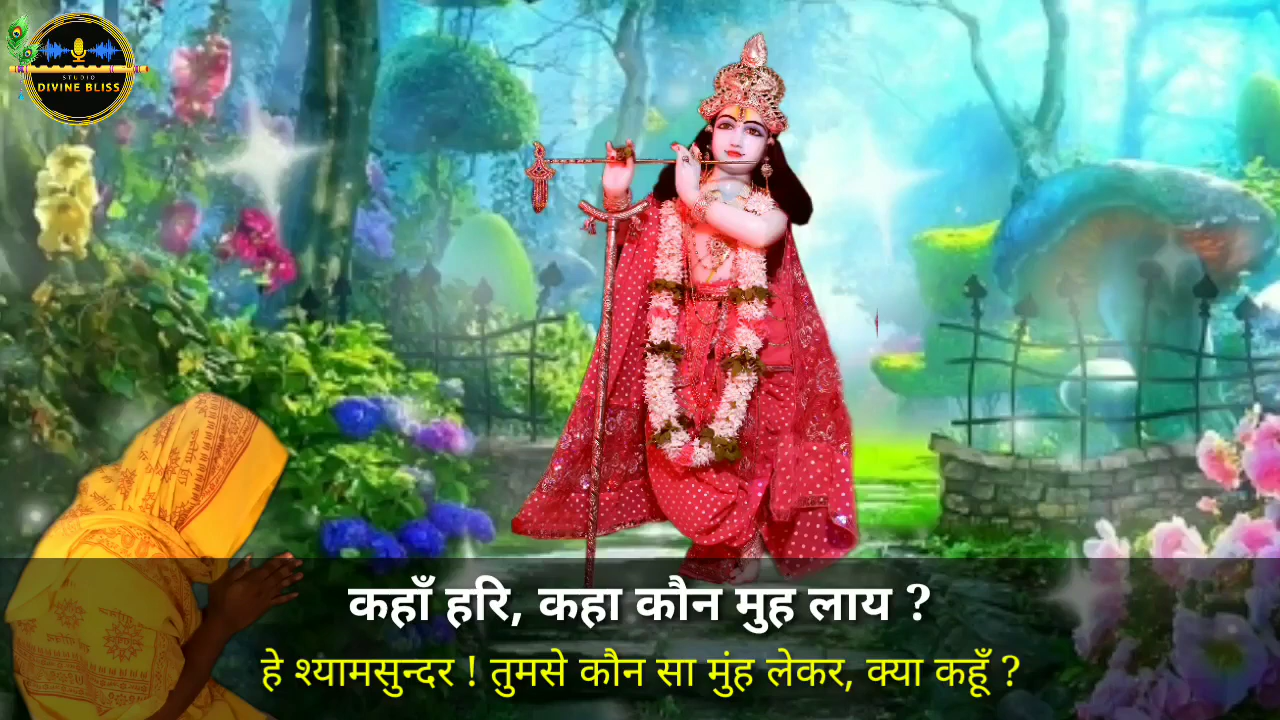 STUDIO
DIVINE BLISS
कहाँ हरि, कहा कौन मुह लाय ?
हे श्यामसुन्दर ! तुमसे कौन सा मुंह लेकर, क्या कहूँ ?